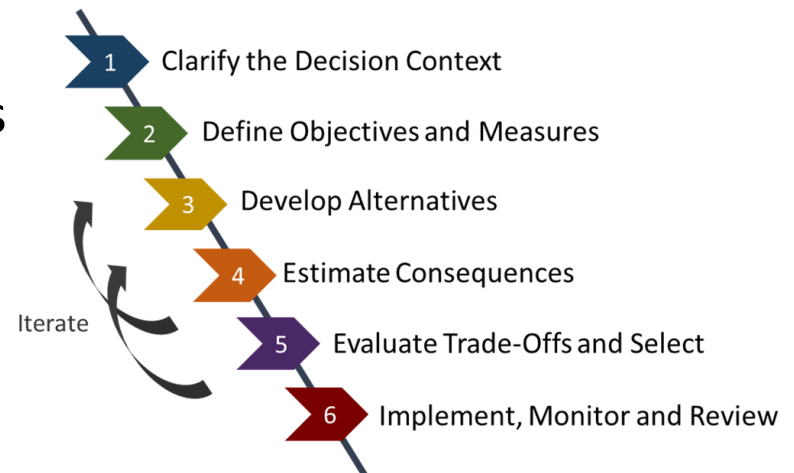 1 Clarify the Decision Context
s
2 Define Objectives and Measures
3 Develop Alternatives
4 Estimate Consequences
Iterate
5 Evaluate Trade-Offs and Select
6 Implement, Monitor and Review